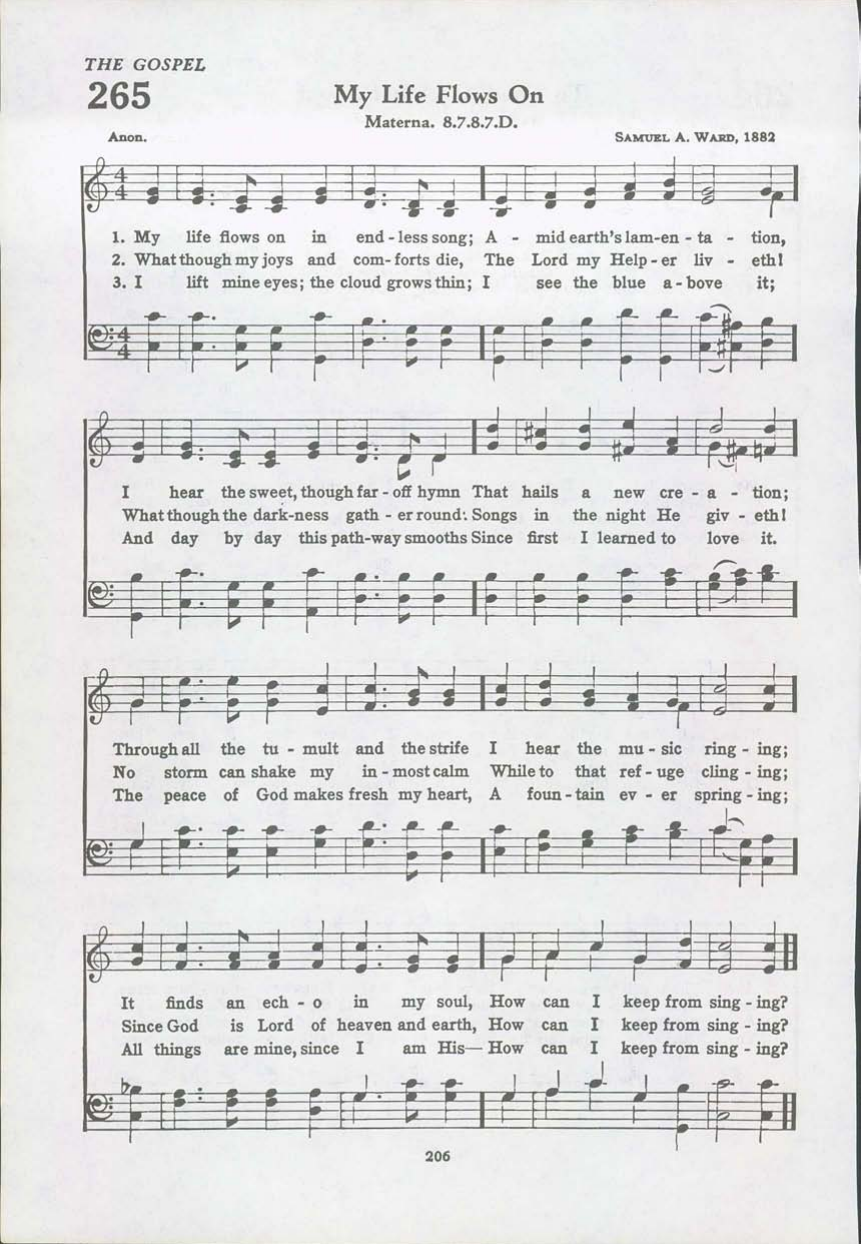 THE GOSPEL
265
My Life Flows On
Materna. 8.7.8.7.D.
Anon.
SAMUEL A. WARD, 1882
1. My life flows on in end - less song; A - mid earth's lam-en - ta - tion,
2. What though my joys and com- forts die, The Lord my Help - er liv - eth!
3. I lift mine eyes; the cloud grows thin; I see the blue a - bove it;
I hear the sweet, though far - off hymn That hails a new cre - a - tion;
What though the dark-ness gath - er round: Songs in the night He giv - eth!
And day by day this path-way smooths Since first I learned to love it.
Through all the tu - mult and the strife I hear the mu - sic ring - ing;
No storm can shake my in - most calm While to that ref - uge cling - ing;
The peace of God makes fresh my heart, A foun - tain ev - er spring - ing;
It finds an ech - o in my soul, How can I keep from sing - ing?
Since God is Lord of heaven and earth, How can I keep from sing - ing?
All things are mine, since I am His— How can I keep from sing - ing?
206